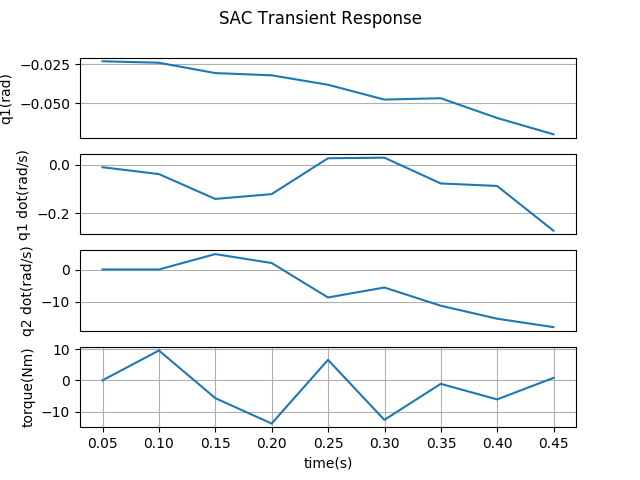 SAC Transient Response
q1(rad)
−0.025
−0.050
q1 dot(rad/s)
0.0
−0.2
q2 dot(rad/s)
0
−10
torque(Nm)
10
0
−10
0.05 0.10 0.15 0.20 0.25 0.30 0.35 0.40 0.45
time(s)